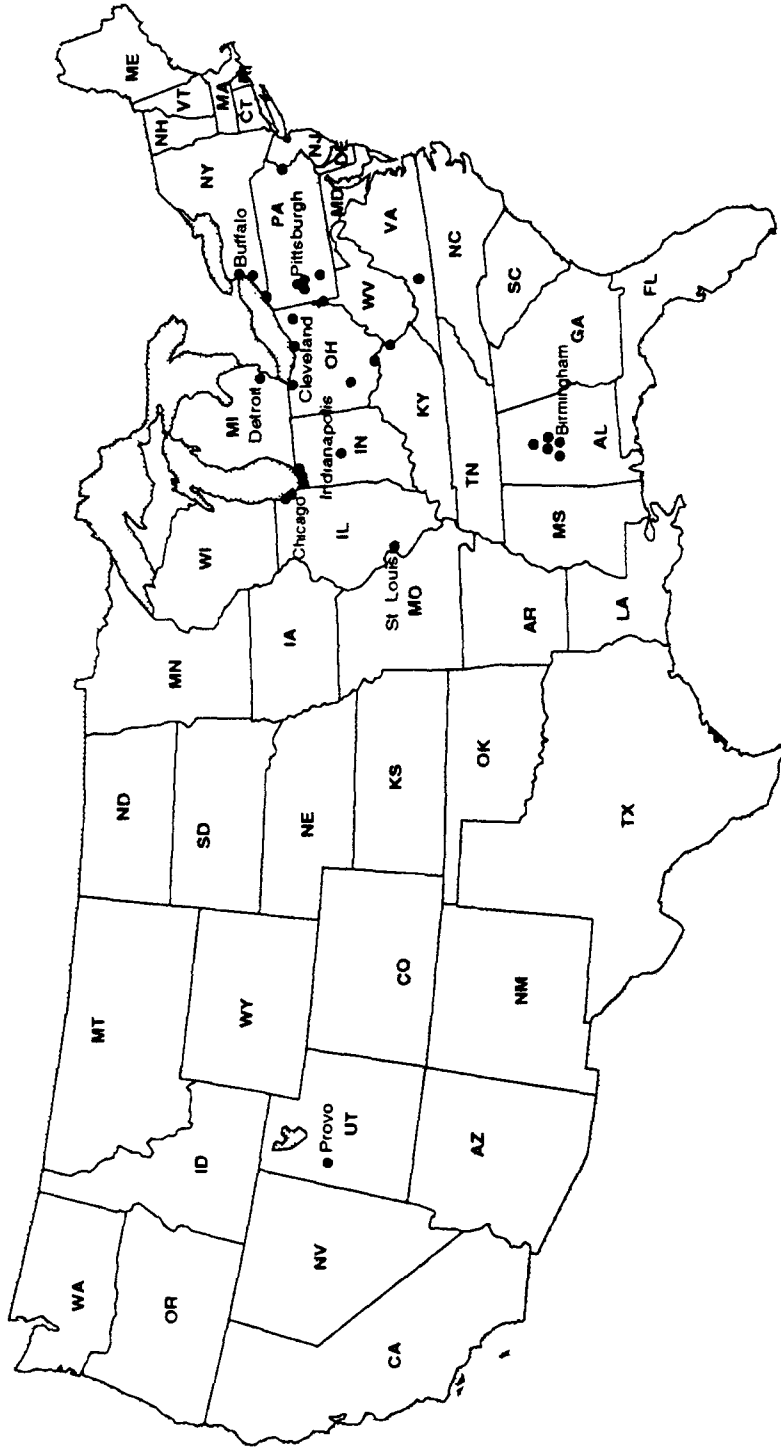 WA
OR
CA
NV
ID
MT
WY
UT
Provo
AZ
CO
NM
ND
SD
NE
KS
OK
TX
MN
IA
MO
St Louis
AR
LA
WI
IL
Chicago
MI
Detroit
IN
Indianapolis
OH
Cleveland
KY
TN
MS
AL
Birmingham
GA
FL
SC
NC
VA
WV
PA
Pittsburgh
NY
Buffalo
MD
DE
NJ
CT
RI
MA
NH
VT
ME